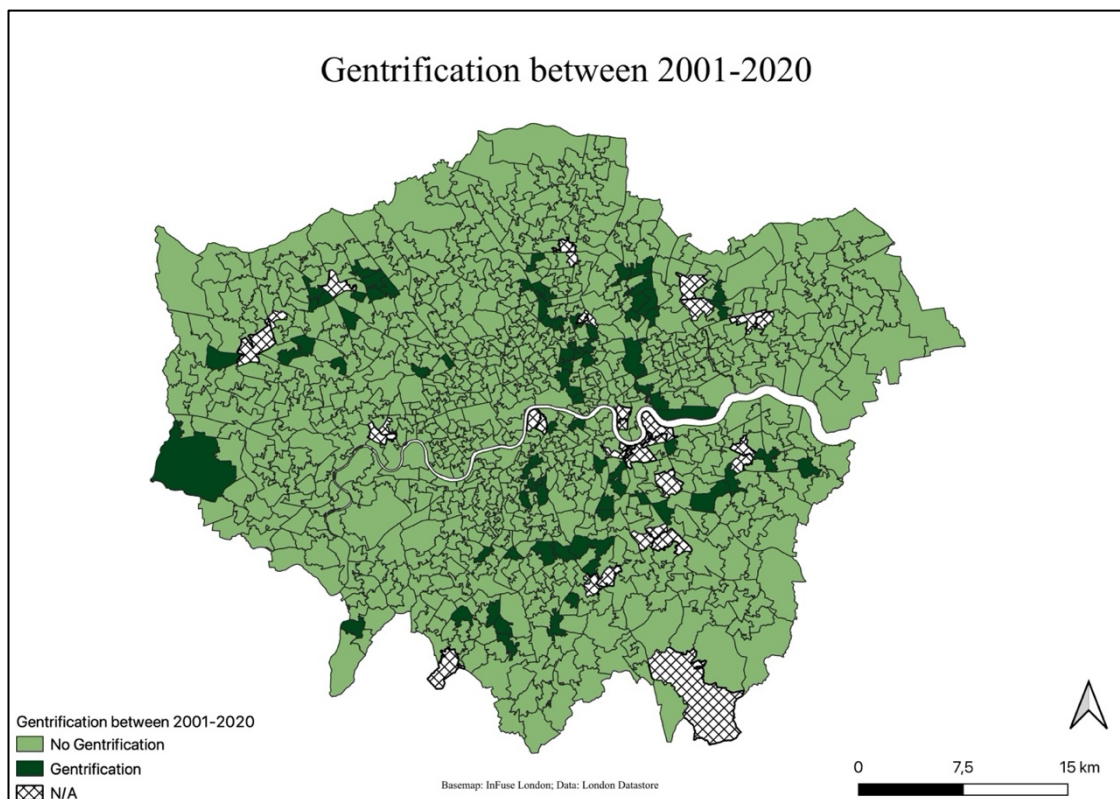 Gentrification between 2001-2020
Gentrification between 2001-2020
No Gentrification
Gentrification
N/A
Basemap: InFuse London; Data: London Datastore
0 7,5 15 km